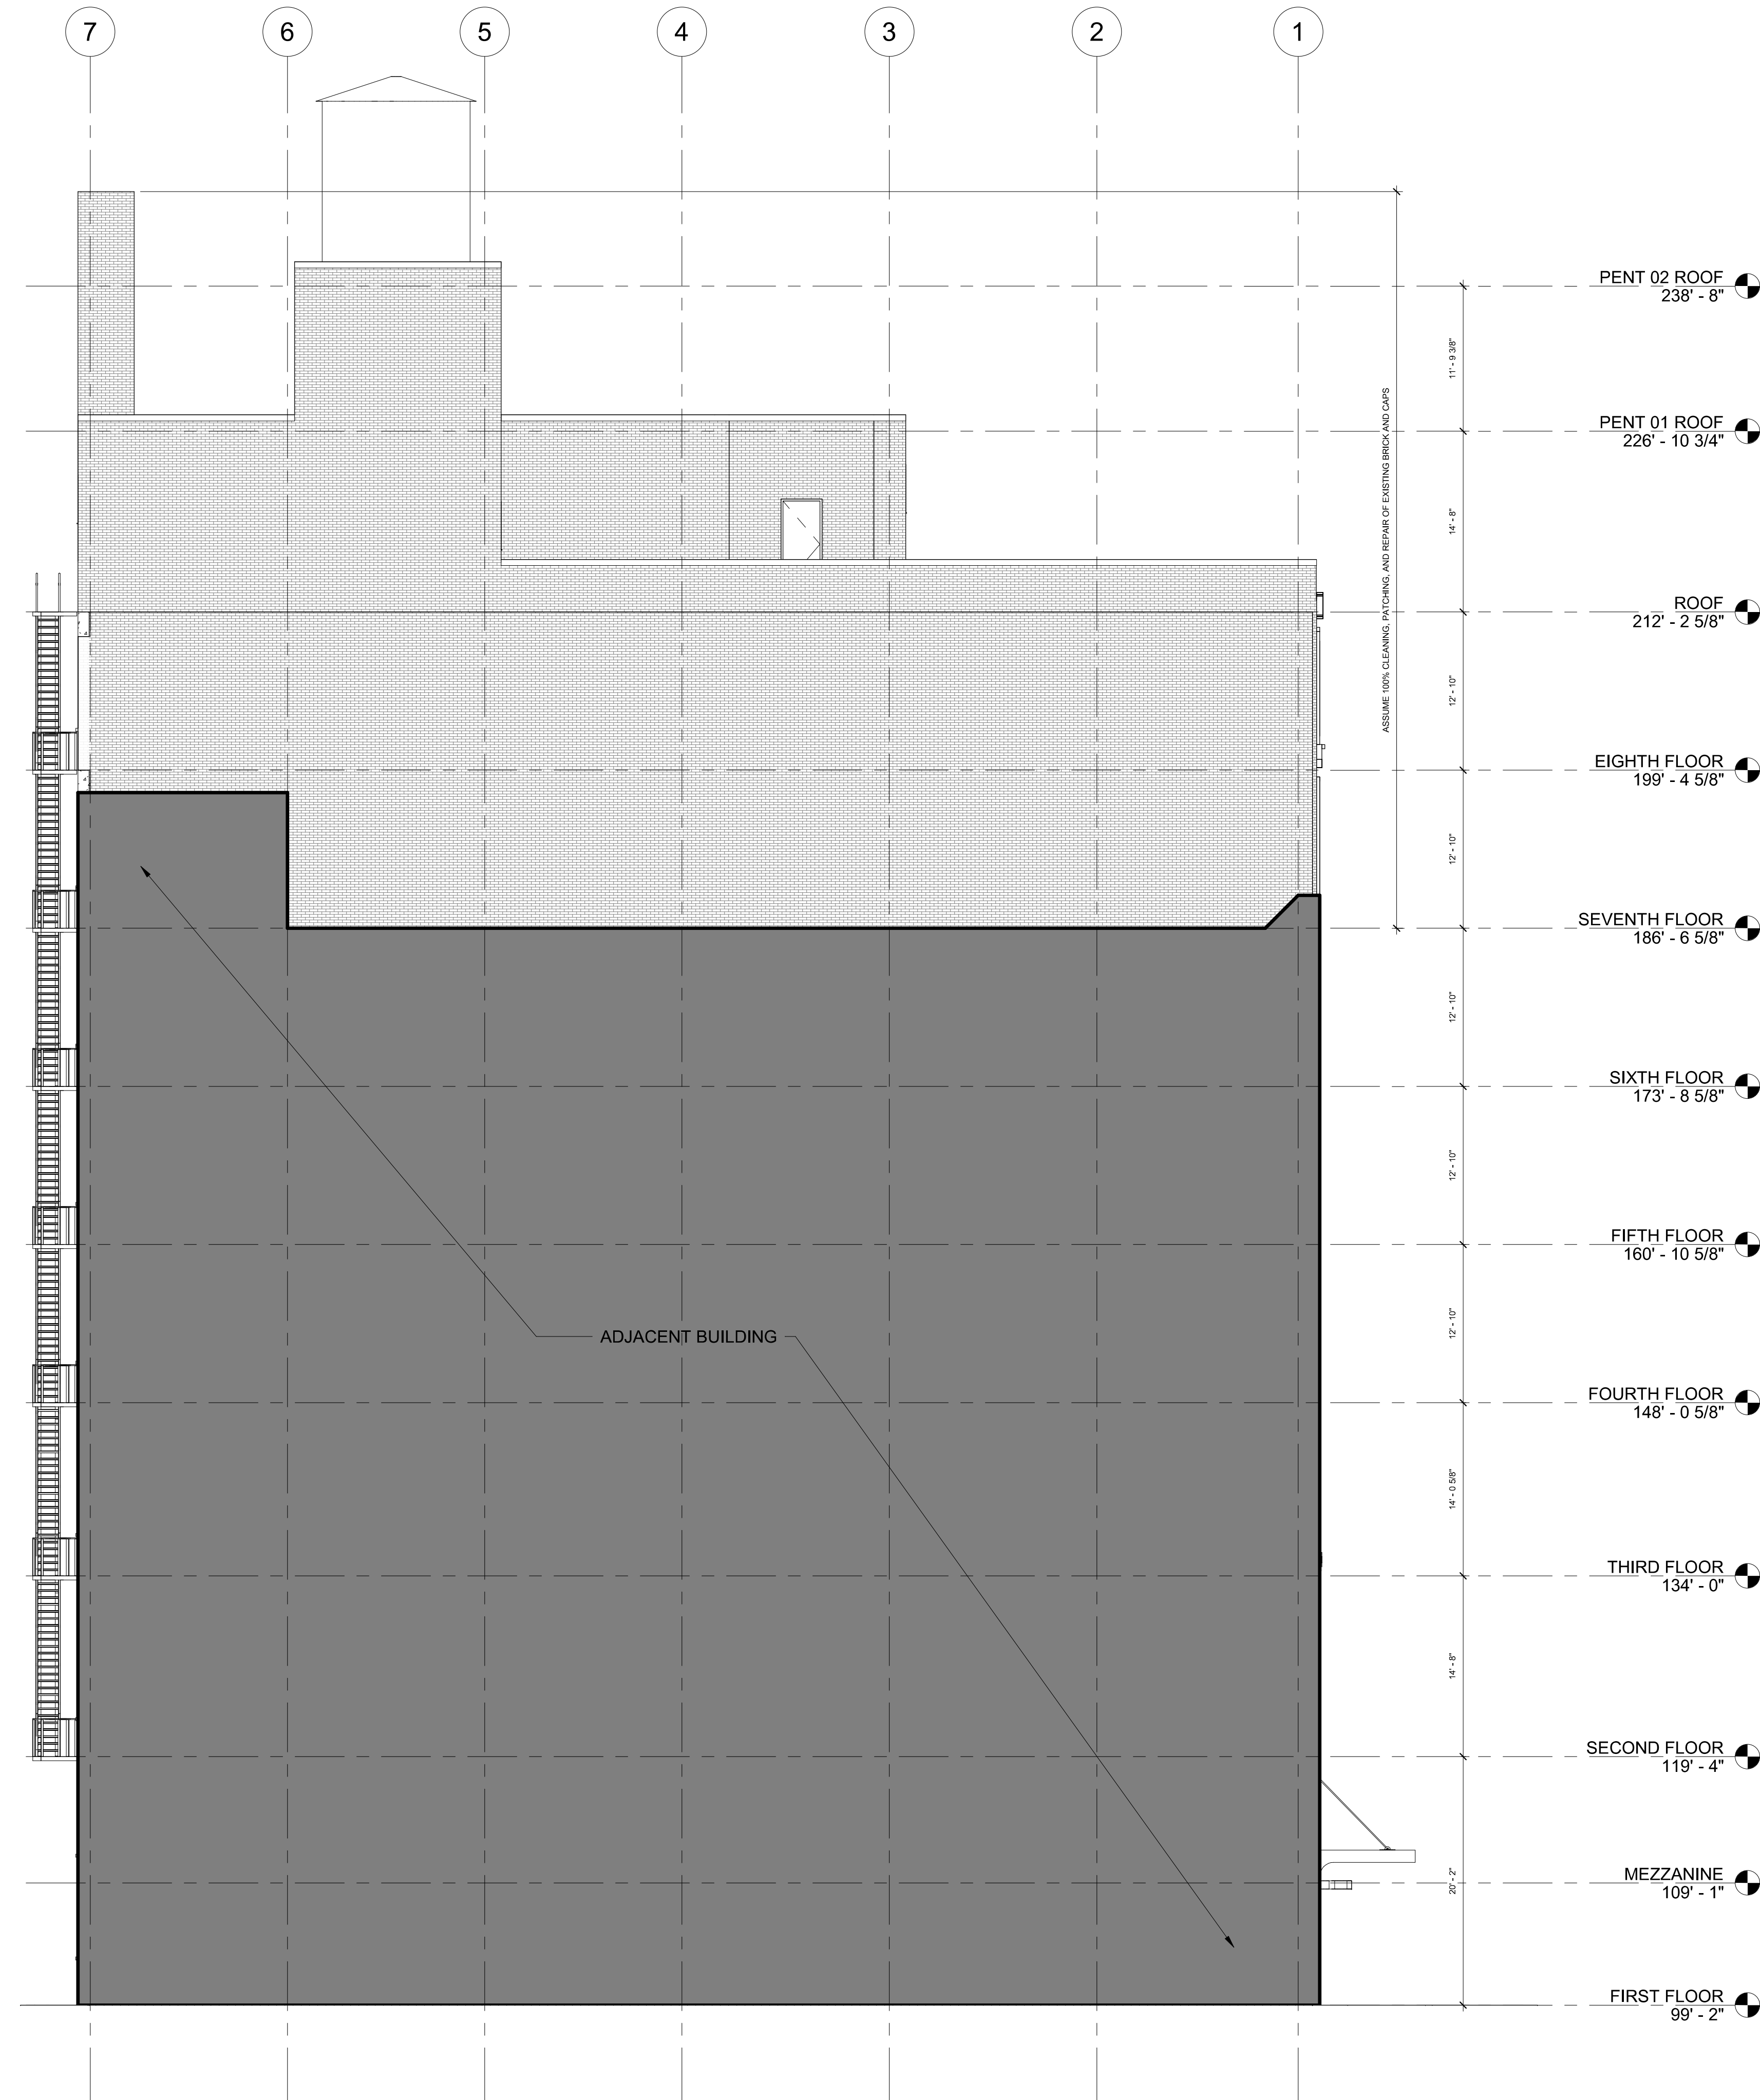 7 6 5 4 3 2 1
PENT 02 ROOF
238' - 8"
11' - 9 3/8"
PENT 01 ROOF
226' - 10 3/4"
14' - 8"
ASSUME 100% CLEANING, PATCHING, AND REPAIR OF EXISTING BRICK AND CAPS
ROOF
212' - 2 5/8"
12' - 10"
EIGHTH FLOOR
199' - 4 5/8"
12' - 10"
SEVENTH FLOOR
186' - 6 5/8"
12' - 10"
SIXTH FLOOR
173' - 8 5/8"
12' - 10"
FIFTH FLOOR
160' - 10 5/8"
12' - 10"
ADJACENT BUILDING
FOURTH FLOOR
148' - 0 5/8"
14' - 0 5/8"
THIRD FLOOR
134' - 0"
14' - 8"
SECOND FLOOR
119' - 4"
20' - 2"
MEZZANINE
109' - 1"
FIRST FLOOR
99' - 2"